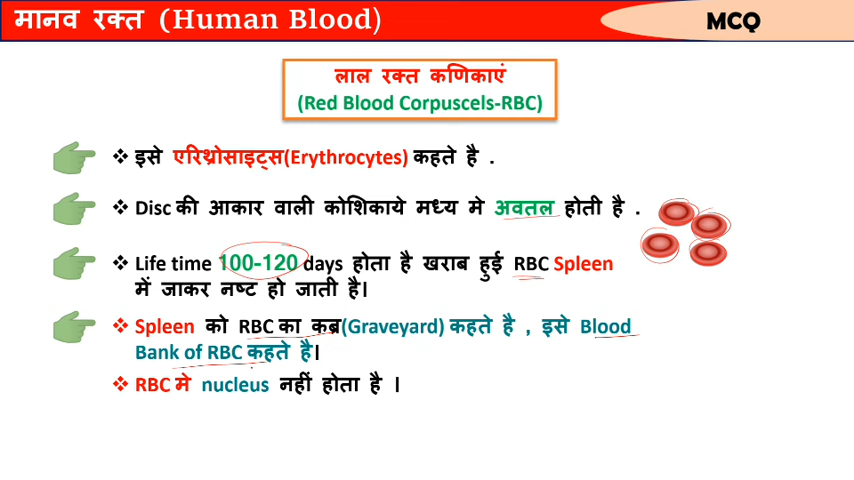 मानव रक्त (Human Blood)
MCQ
लाल रक्त कणिकाएं
(Red Blood Corpuscels-RBC)
❖ इसे एरिथ्रोसाइट्स(Erythrocytes) कहते है .
❖ Disc की आकार वाली कोशिकाये मध्य मे अवतल होती है .
❖ Life time 100-120 days होता है खराब हुई RBC Spleen
में जाकर नष्ट हो जाती है।
❖ Spleen को RBC का कब्र(Graveyard) कहते है , इसे Blood
Bank of RBC कहते है।
❖ RBC मे nucleus नहीं होता है ।